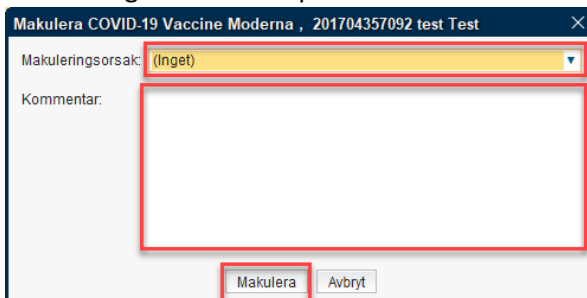 Makulera COVID-19 Vaccine Moderna , 201704357092 test Test
Makuleringsorsak: (Inget)
Kommentar:
Makulera Avbryt